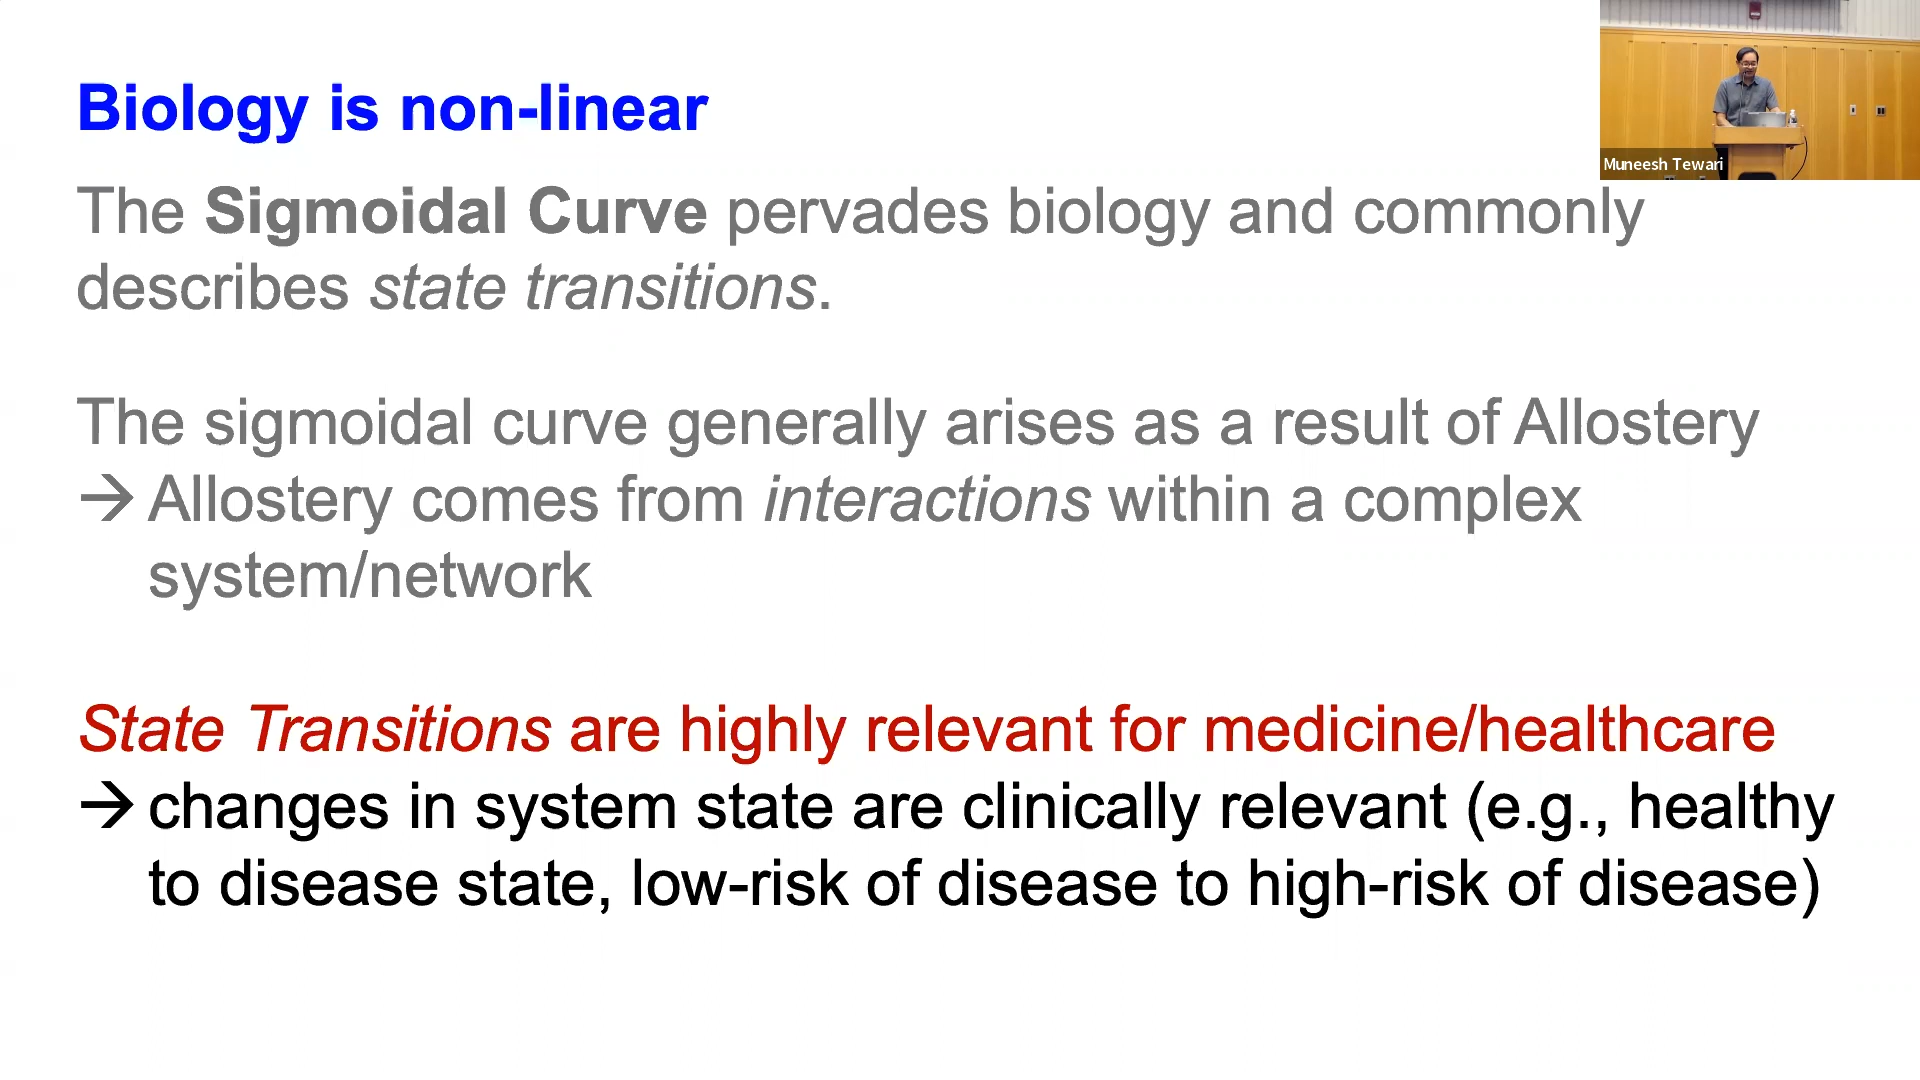 Biology is non-linear
Muneesh Tewari
The Sigmoidal Curve pervades biology and commonly
describes state transitions.
The sigmoidal curve generally arises as a result of Allostery
→ Allostery comes from interactions within a complex
system/network
State Transitions are highly relevant for medicine/healthcare
→ changes in system state are clinically relevant (e.g., healthy
to disease state, low-risk of disease to high-risk of disease)